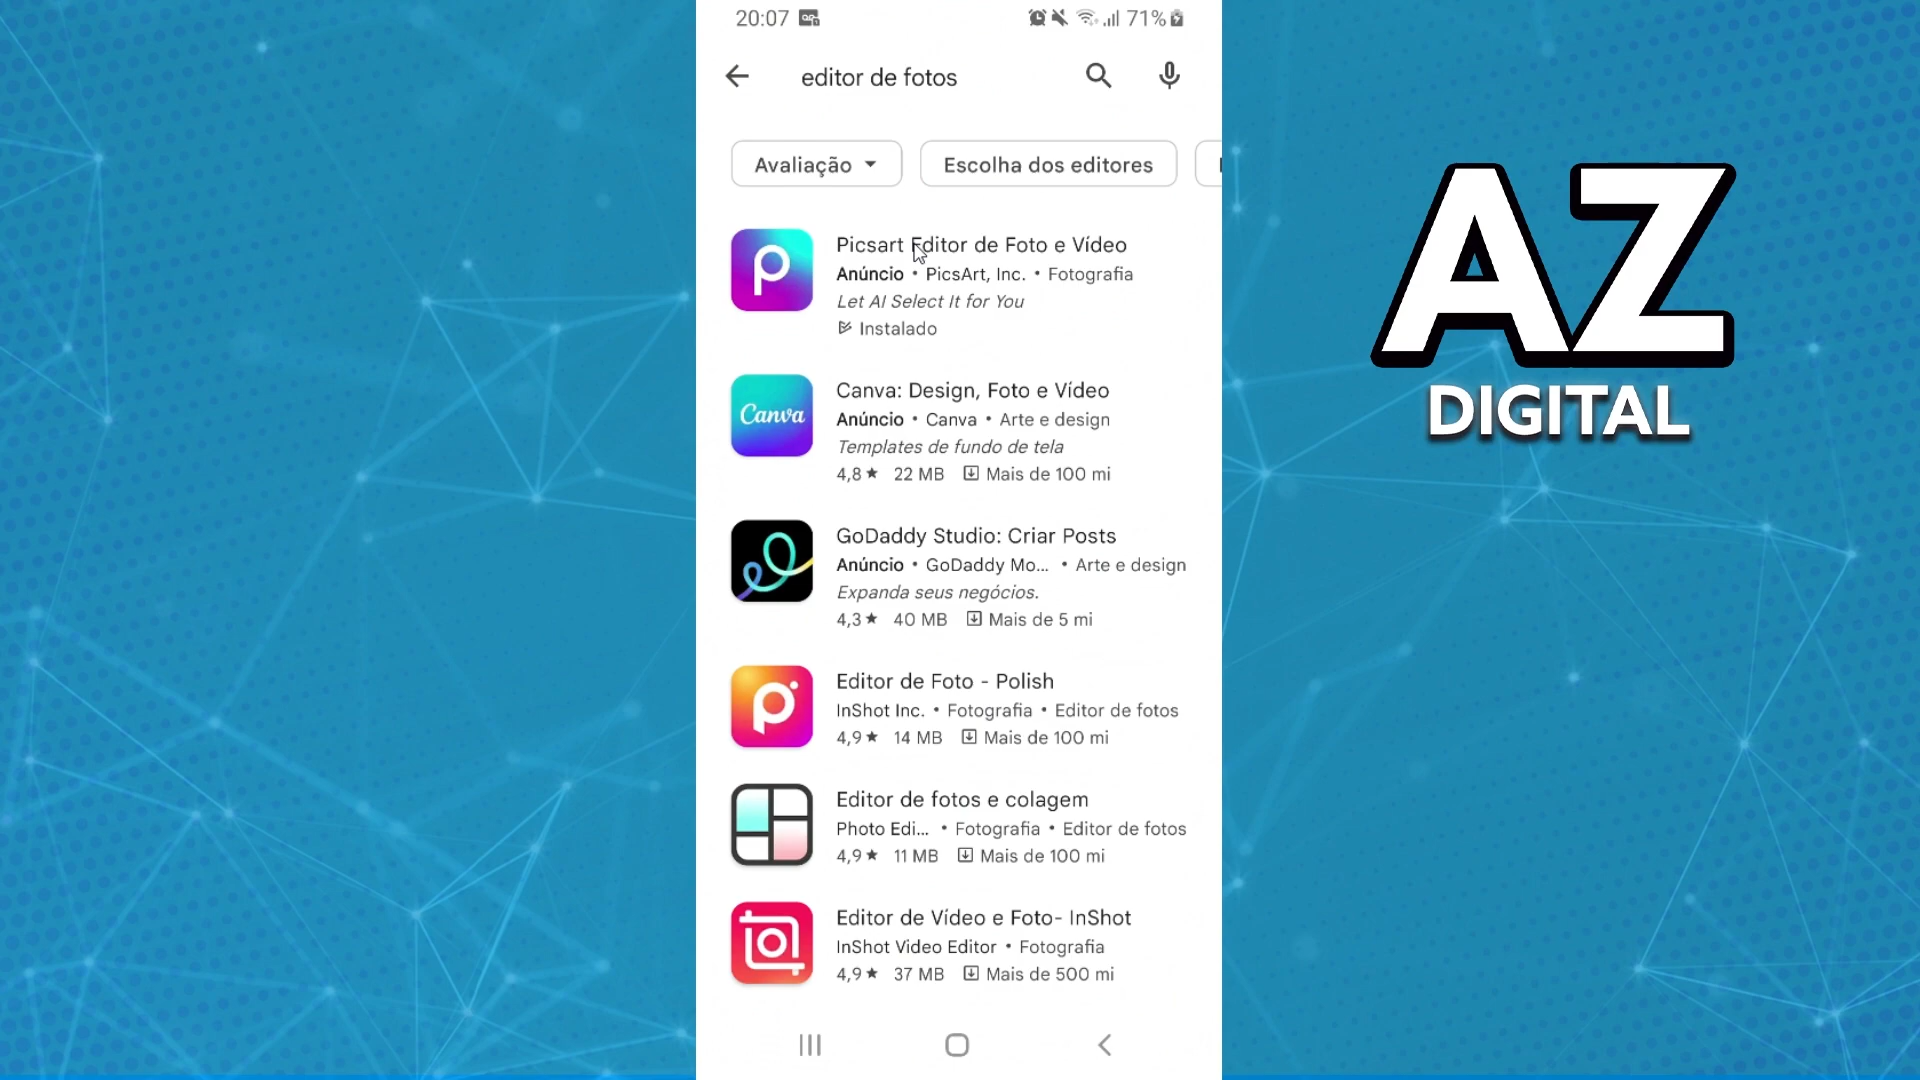 20:07
71%
editor de fotos
Avaliação
Escolha dos editores
Picsart Editor de Foto e Vídeo
Anúncio • PicsArt, Inc. • Fotografia
Let AI Select It for You
Instalado
Canva
Canva: Design, Foto e Vídeo
Anúncio • Canva • Arte e design
Templates de fundo de tela
4,8★ 22 MB Mais de 100 mi
GoDaddy Studio: Criar Posts
Anúncio • GoDaddy Mo... • Arte e design
Expanda seus negócios.
4,3★ 40 MB Mais de 5 mi
Editor de Foto - Polish
InShot Inc. • Fotografia • Editor de fotos
4,9★ 14 MB Mais de 100 mi
Editor de fotos e colagem
Photo Edi... • Fotografia • Editor de fotos
4,9★ 11 MB Mais de 100 mi
Editor de Vídeo e Foto- InShot
InShot Video Editor • Fotografia
4,9★ 37 MB Mais de 500 mi
AZ
DIGITAL